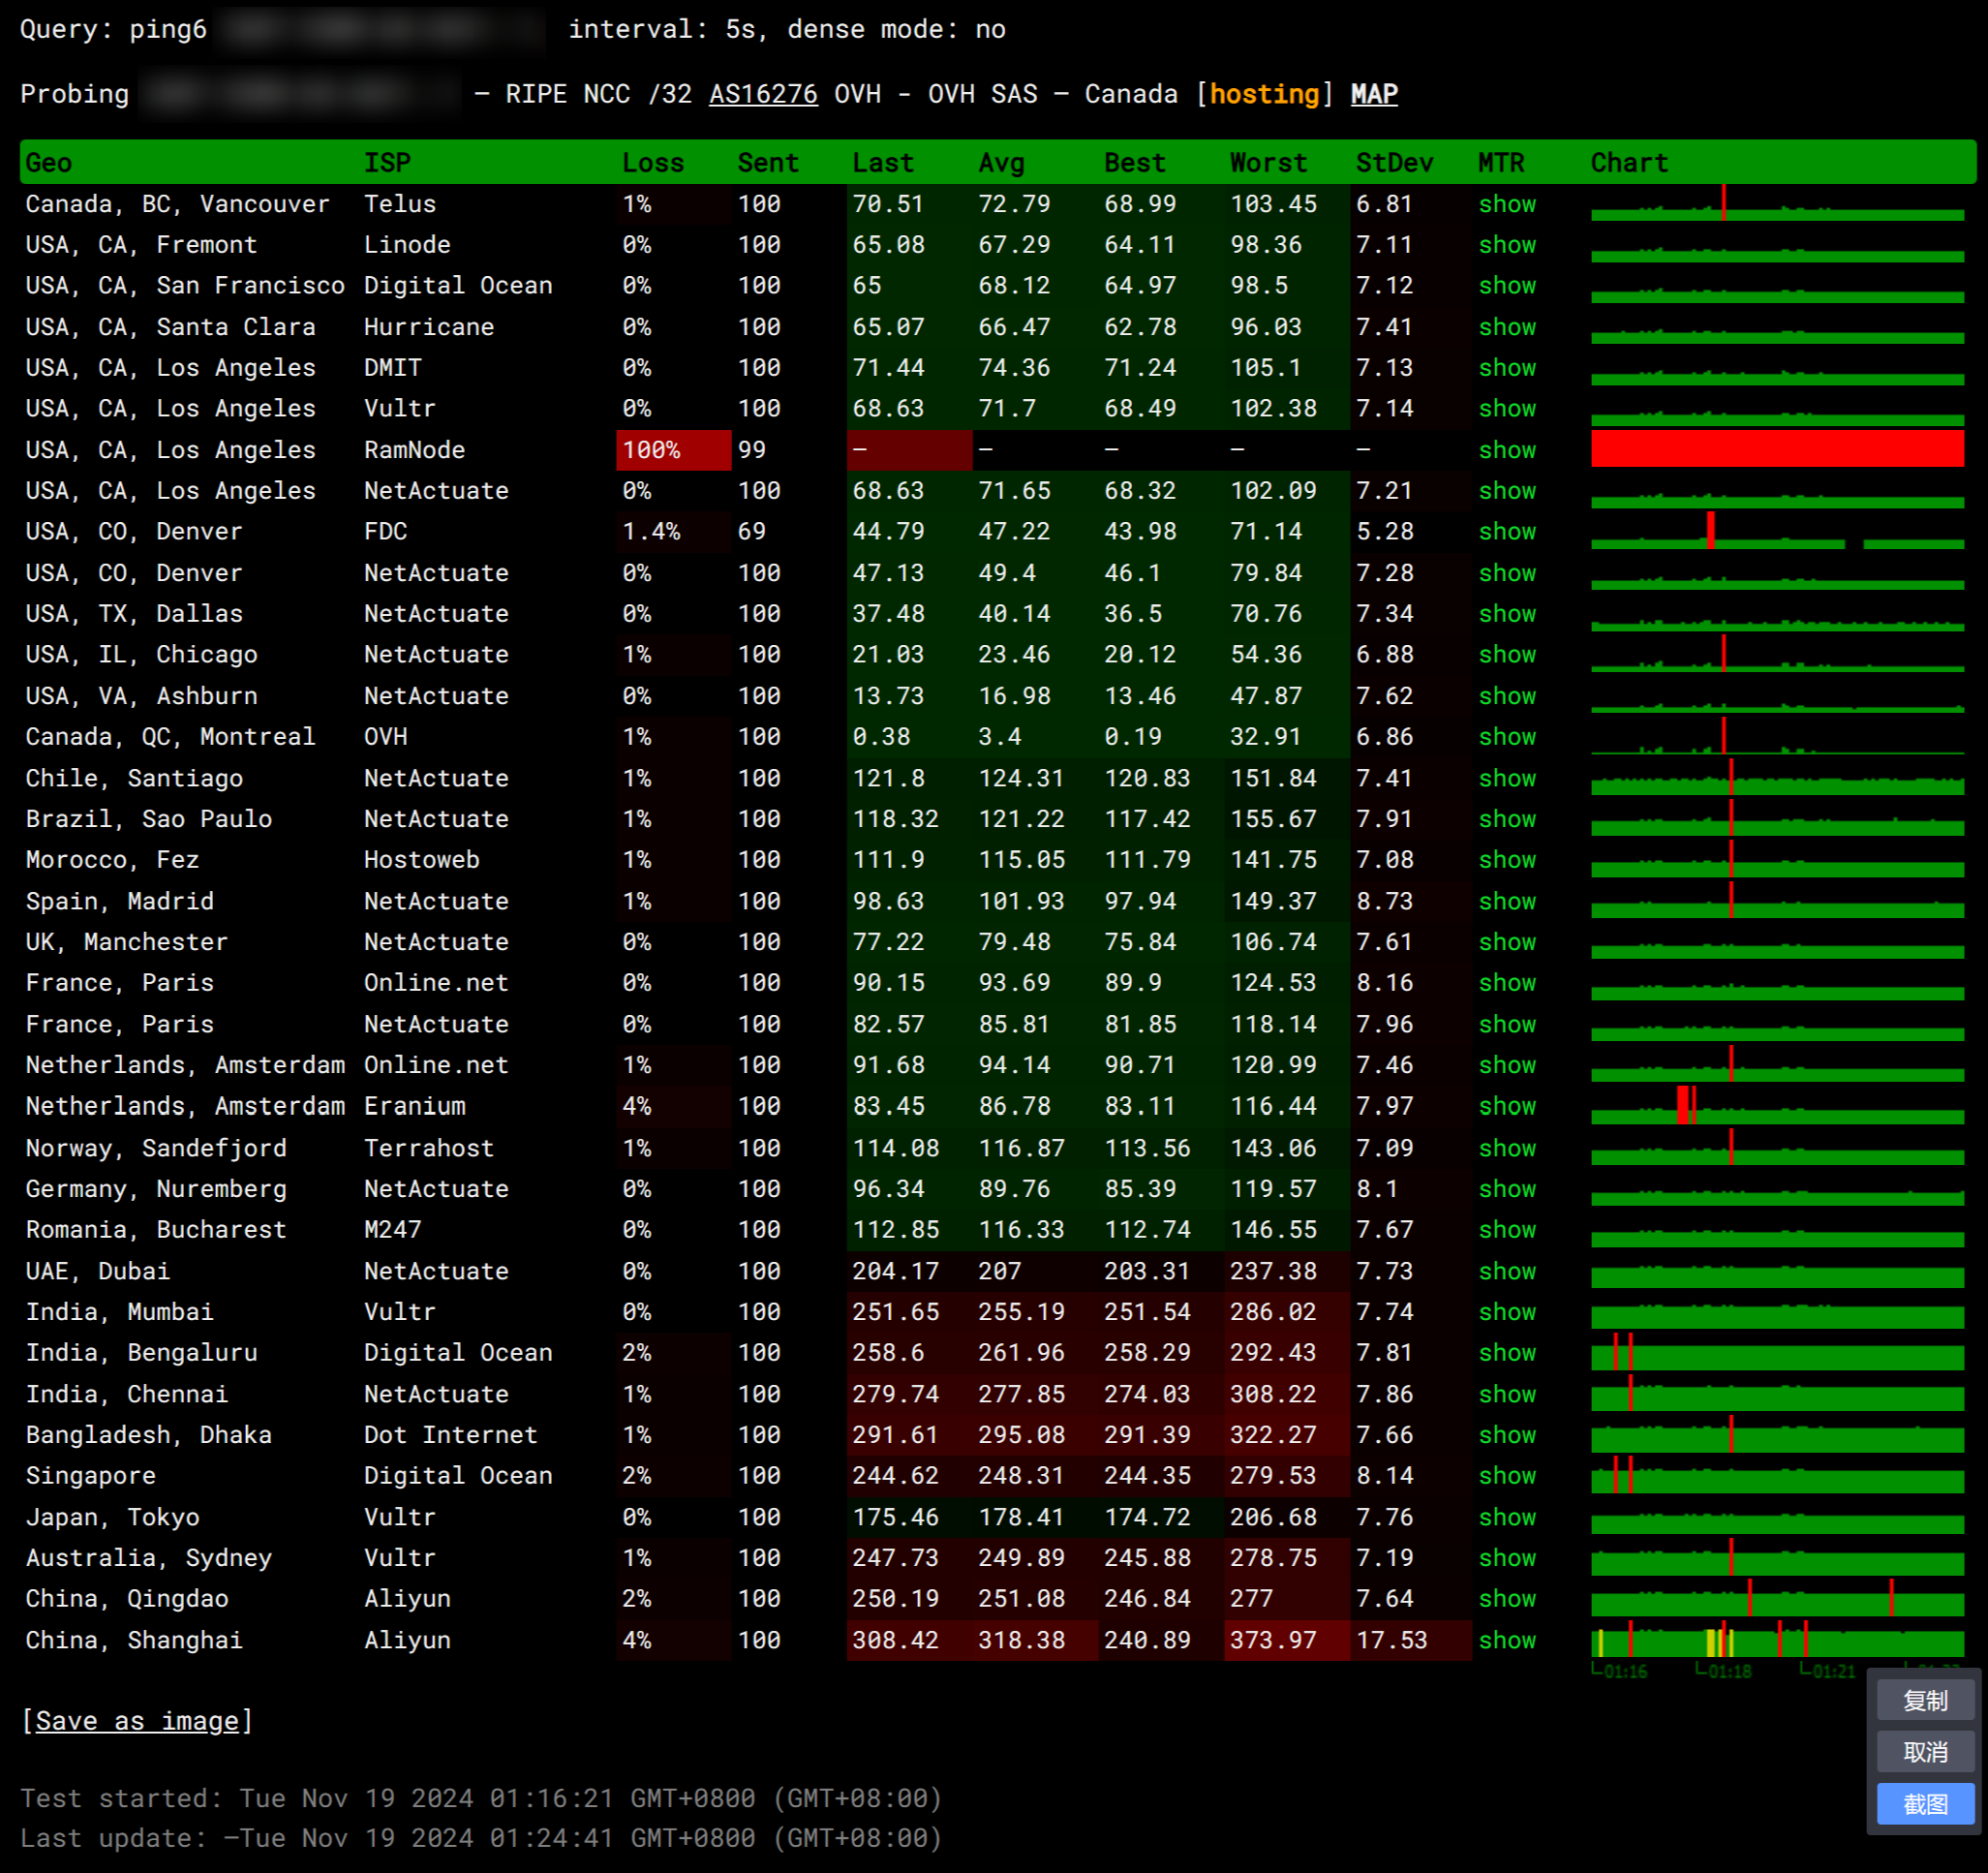 Query: ping6 interval: 5s, dense mode: no
Probing – RIPE NCC /32 AS16276 OVH - OVH SAS – Canada [hosting] MAP
Geo ISP Loss Sent Last Avg Best Worst StDev MTR Chart
Canada, BC, Vancouver Telus 1% 100 70.51 72.79 68.99 103.45 6.81 show
USA, CA, Fremont Linode 0% 100 65.08 67.29 64.11 98.36 7.11 show
USA, CA, San Francisco Digital Ocean 0% 100 65 68.12 64.97 98.5 7.12 show
USA, CA, Santa Clara Hurricane 0% 100 65.07 66.47 62.78 96.03 7.41 show
USA, CA, Los Angeles DMIT 0% 100 71.44 74.36 71.24 105.1 7.13 show
USA, CA, Los Angeles Vultr 0% 100 68.63 71.7 68.49 102.38 7.14 show
USA, CA, Los Angeles RamNode 100% 99 – – – – – show
USA, CA, Los Angeles NetActuate 0% 100 68.63 71.65 68.32 102.09 7.21 show
USA, CO, Denver FDC 1.4% 69 44.79 47.22 43.98 71.14 5.28 show
USA, CO, Denver NetActuate 0% 100 47.13 49.4 46.1 79.84 7.28 show
USA, TX, Dallas NetActuate 0% 100 37.48 40.14 36.5 70.76 7.34 show
USA, IL, Chicago NetActuate 1% 100 21.03 23.46 20.12 54.36 6.88 show
USA, VA, Ashburn NetActuate 0% 100 13.73 16.98 13.46 47.87 7.62 show
Canada, QC, Montreal OVH 1% 100 0.38 3.4 0.19 32.91 6.86 show
Chile, Santiago NetActuate 1% 100 121.8 124.31 120.83 151.84 7.41 show
Brazil, Sao Paulo NetActuate 1% 100 118.32 121.22 117.42 155.67 7.91 show
Morocco, Fez Hostoweb 1% 100 111.9 115.05 111.79 141.75 7.08 show
Spain, Madrid NetActuate 1% 100 98.63 101.93 97.94 149.37 8.73 show
UK, Manchester NetActuate 0% 100 77.22 79.48 75.84 106.74 7.61 show
France, Paris Online.net 0% 100 90.15 93.69 89.9 124.53 8.16 show
France, Paris NetActuate 0% 100 82.57 85.81 81.85 118.14 7.96 show
Netherlands, Amsterdam Online.net 1% 100 91.68 94.14 90.71 120.99 7.46 show
Netherlands, Amsterdam Eranium 4% 100 83.45 86.78 83.11 116.44 7.97 show
Norway, Sandefjord Terrahost 1% 100 114.08 116.87 113.56 143.06 7.09 show
Germany, Nuremberg NetActuate 0% 100 96.34 89.76 85.39 119.57 8.1 show
Romania, Bucharest M247 0% 100 112.85 116.33 112.74 146.55 7.67 show
UAE, Dubai NetActuate 0% 100 204.17 207 203.31 237.38 7.73 show
India, Mumbai Vultr 0% 100 251.65 255.19 251.54 286.02 7.74 show
India, Bengaluru Digital Ocean 2% 100 258.6 261.96 258.29 292.43 7.81 show
India, Chennai NetActuate 1% 100 279.74 277.85 274.03 308.22 7.86 show
Bangladesh, Dhaka Dot Internet 1% 100 291.61 295.08 291.39 322.27 7.66 show
Singapore Digital Ocean 2% 100 244.62 248.31 244.35 279.53 8.14 show
Japan, Tokyo Vultr 0% 100 175.46 178.41 174.72 206.68 7.76 show
Australia, Sydney Vultr 1% 100 247.73 249.89 245.88 278.75 7.19 show
China, Qingdao Aliyun 2% 100 250.19 251.08 246.84 277 7.64 show
China, Shanghai Aliyun 4% 100 308.42 318.38 240.89 373.97 17.53 show
01:16 01:18 01:21
复制
[Save as image]
取消
Test started: Tue Nov 19 2024 01:16:21 GMT+0800 (GMT+08:00)
截图
Last update: –Tue Nov 19 2024 01:24:41 GMT+0800 (GMT+08:00)